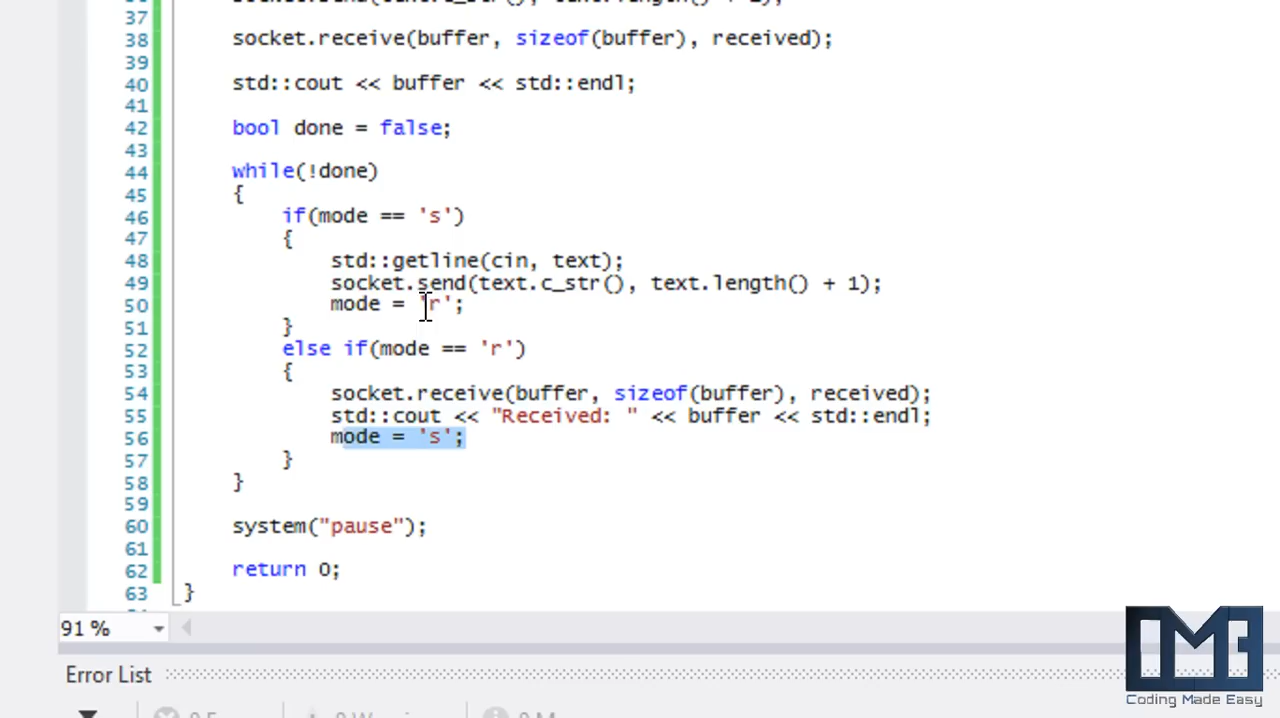 37
38 socket.receive(buffer, sizeof(buffer), received);
39
40 std::cout << buffer << std::endl;
41
42 bool done = false;
43
44 while(!done)
45 {
46 if(mode == 's')
47 {
48 std::getline(cin, text);
49 socket.send(text.c_str(), text.length() + 1);
50 mode = 'r';
51 }
52 else if(mode == 'r')
53 {
54 socket.receive(buffer, sizeof(buffer), received);
55 std::cout << "Received: " << buffer << std::endl;
56 mode = 's';
57 }
58 }
59
60 system("pause");
61
62 return 0;
63 }
91 %
Error List
Coding Made Easy